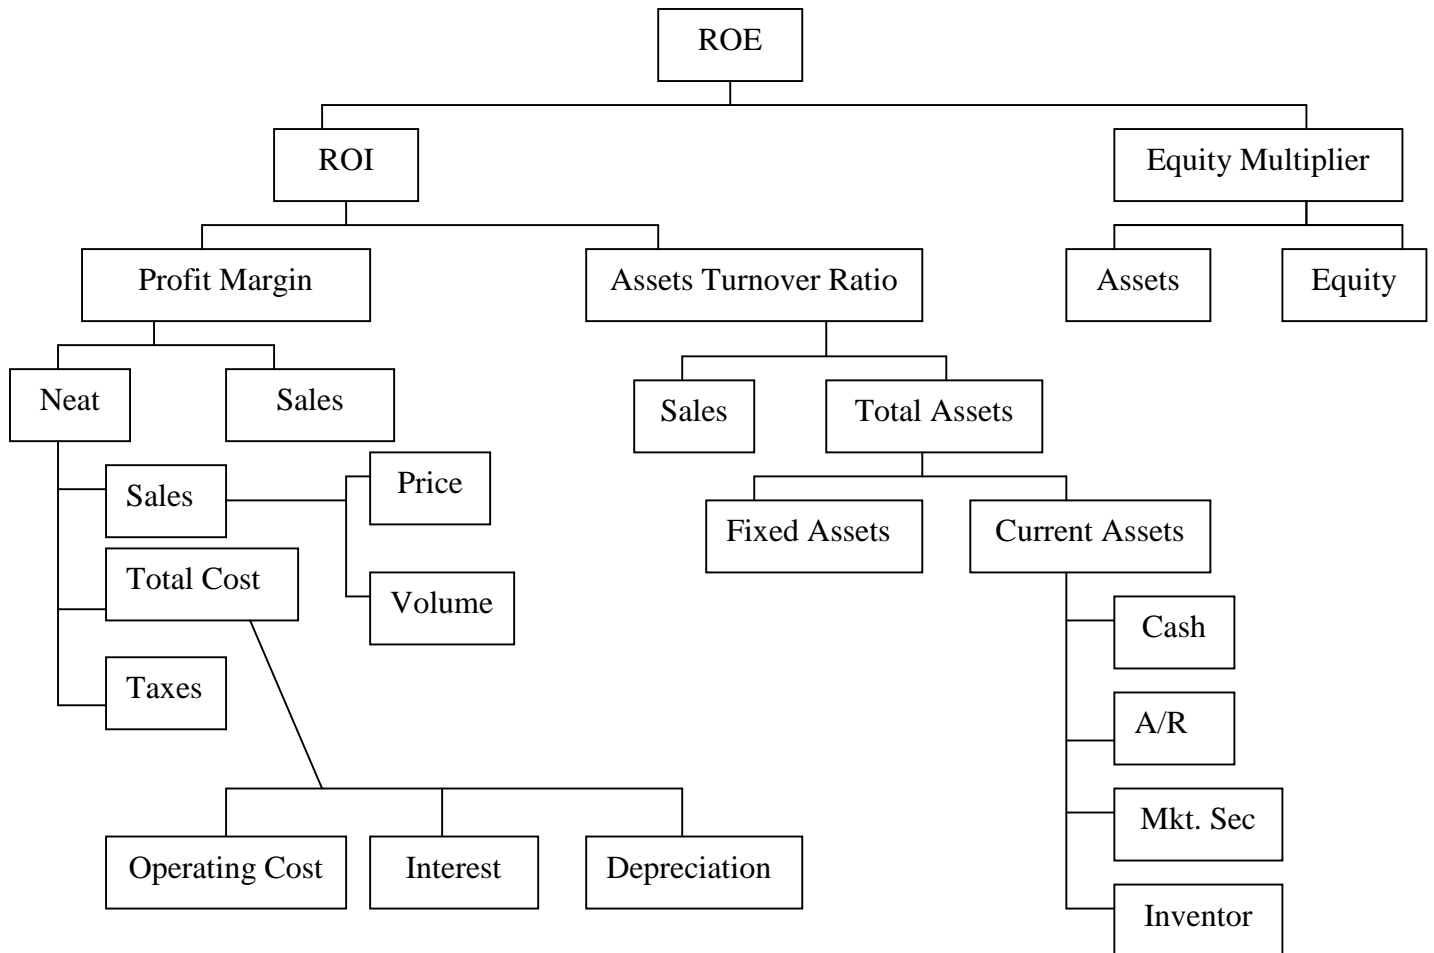 ROE
ROI
Equity Multiplier
Profit Margin
Assets Turnover Ratio
Assets
Equity
Neat
Sales
Sales
Total Assets
Sales
Price
Fixed Assets
Current Assets
Total Cost
Volume
Cash
Taxes
A/R
Mkt. Sec
Operating Cost
Interest
Depreciation
Inventor